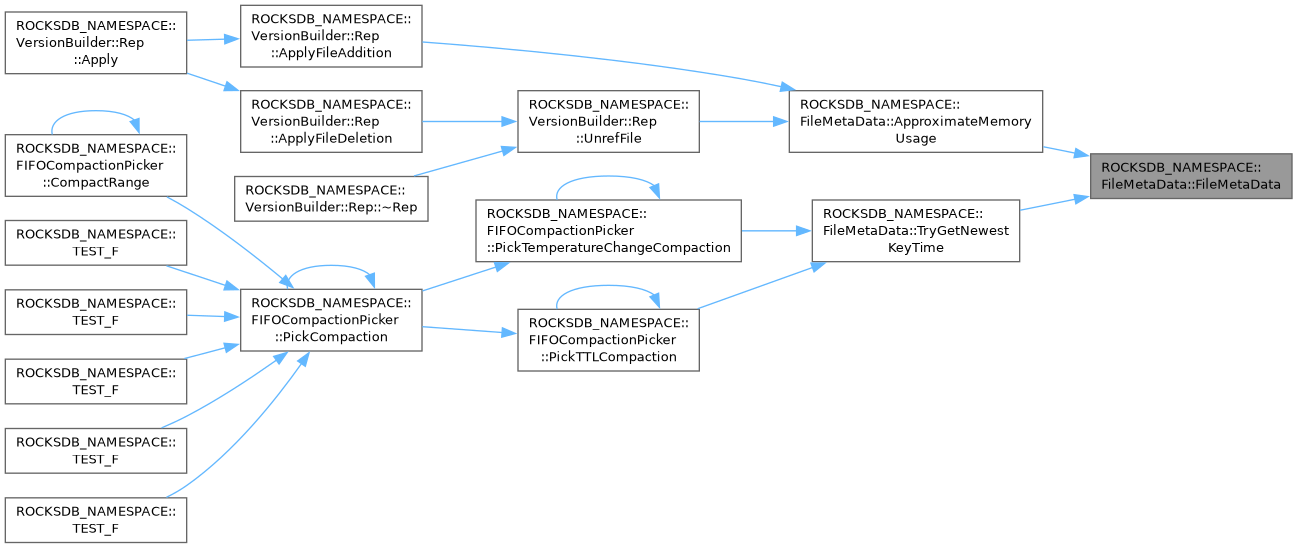 ROCKSDB_NAMESPACE::
VersionBuilder::Rep
::Apply
ROCKSDB_NAMESPACE::
VersionBuilder::Rep
::ApplyFileAddition
ROCKSDB_NAMESPACE::
VersionBuilder::Rep
::ApplyFileDeletion
ROCKSDB_NAMESPACE::
VersionBuilder::Rep
::UnrefFile
ROCKSDB_NAMESPACE::
FileMetaData::ApproximateMemory
Usage
ROCKSDB_NAMESPACE::
FileMetaData::FileMetaData
ROCKSDB_NAMESPACE::
FIFOCompactionPicker
::CompactRange
ROCKSDB_NAMESPACE::
VersionBuilder::Rep::~Rep
ROCKSDB_NAMESPACE::
FIFOCompactionPicker
::PickTemperatureChangeCompaction
ROCKSDB_NAMESPACE::
FileMetaData::TryGetNewest
KeyTime
ROCKSDB_NAMESPACE::
TEST_F
ROCKSDB_NAMESPACE::
TEST_F
ROCKSDB_NAMESPACE::
FIFOCompactionPicker
::PickCompaction
ROCKSDB_NAMESPACE::
FIFOCompactionPicker
::PickTTLCompaction
ROCKSDB_NAMESPACE::
TEST_F
ROCKSDB_NAMESPACE::
TEST_F
ROCKSDB_NAMESPACE::
TEST_F